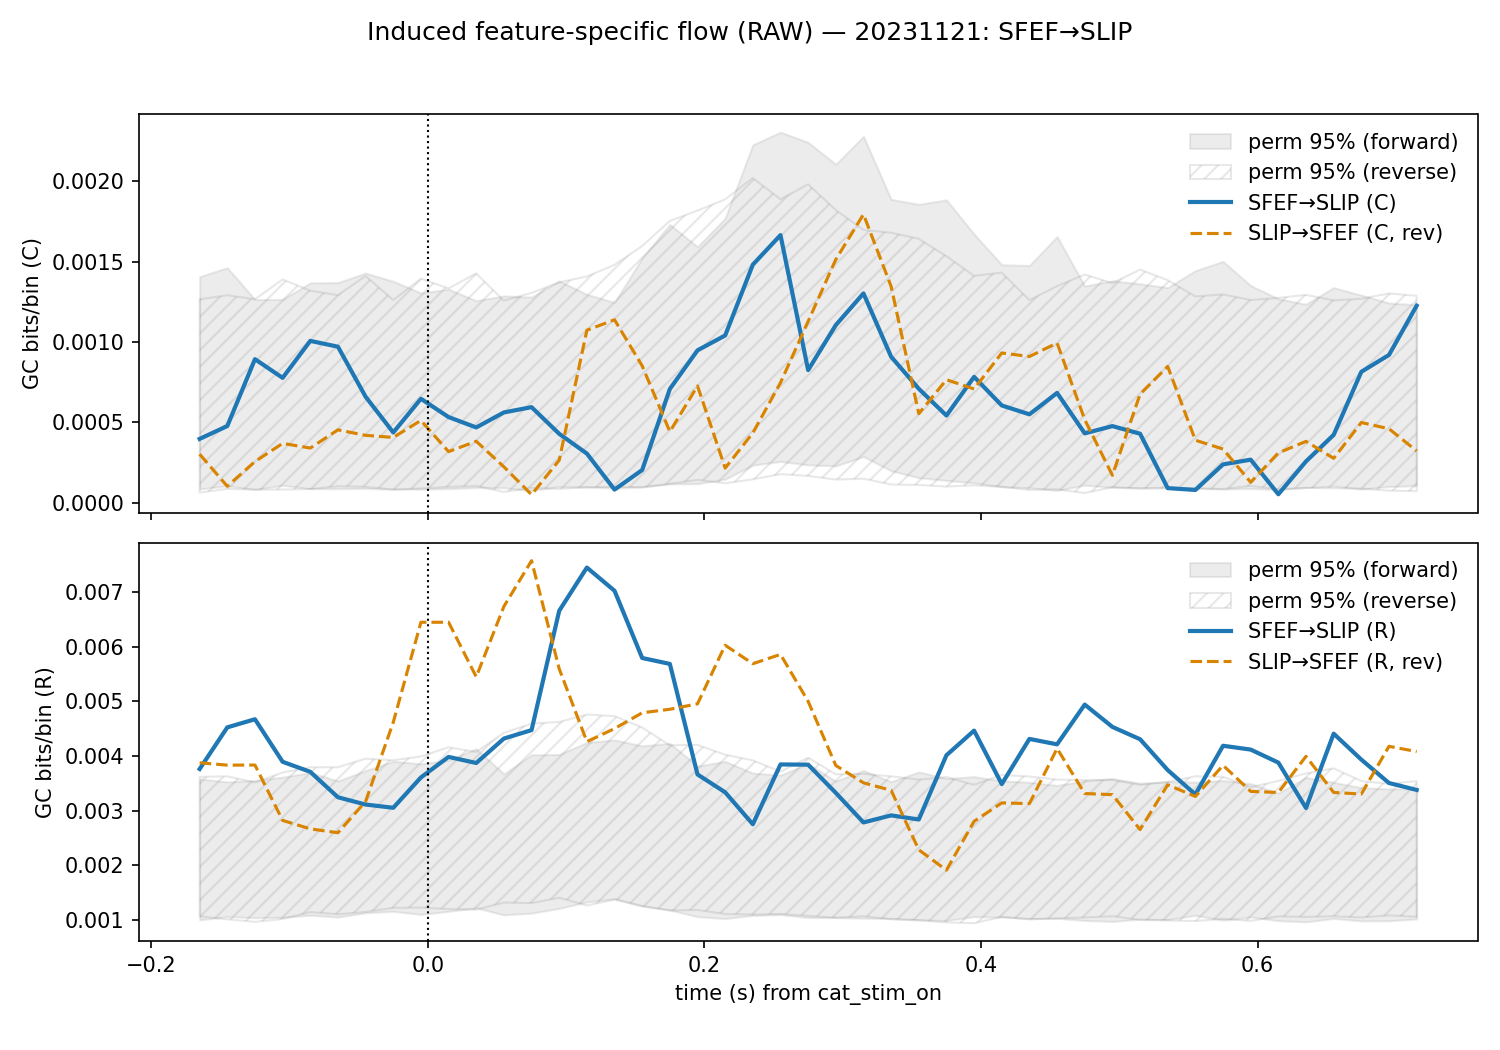 Induced feature-specific flow (RAW) — 20231121: SFEF→SLIP
GC bits/bin (C)
0.0020
0.0015
0.0010
0.0005
0.0000
perm 95% (forward)
perm 95% (reverse)
SFEF→SLIP (C)
SLIP→SFEF (C, rev)
GC bits/bin (R)
0.007
0.006
0.005
0.004
0.003
0.002
0.001
perm 95% (forward)
perm 95% (reverse)
SFEF→SLIP (R)
SLIP→SFEF (R, rev)
−0.2 0.0 0.2 0.4 0.6
time (s) from cat_stim_on